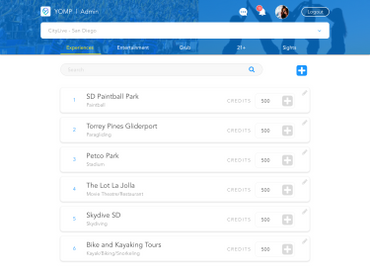 YOMP | Admin
Logout
CityLive - San Diego
Experiences Entertainment Quiz 21+ Sights
Search
1 SD Paintball Park CREDITS 500
Paintball
2 Torrey Pines Gliderport CREDITS 500
Paragliding
3 Petco Park CREDITS 500
Stadium
4 The Lot La Jolla CREDITS 500
Movie Theater/Restaurant
5 Skydive SD CREDITS 500
Skydiving
6 Bike and Kayaking Tours CREDITS 500
Kayak/Biking/Snorkeling